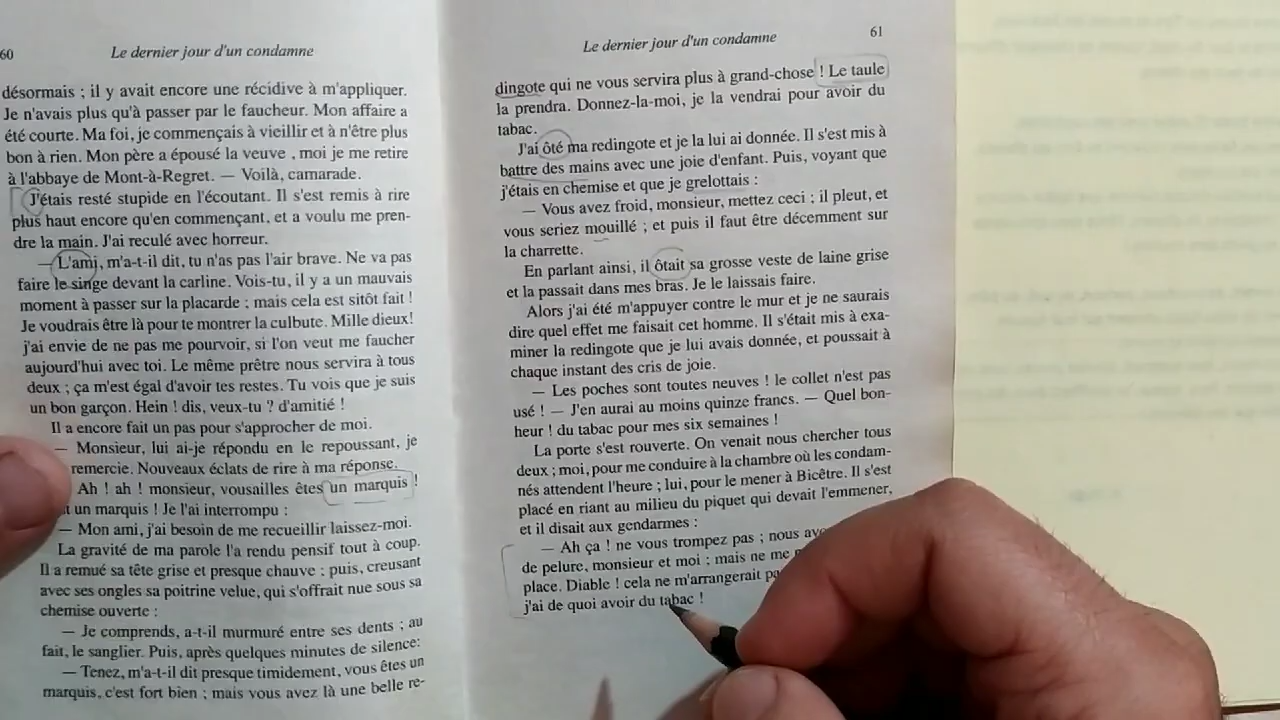 60
Le dernier jour d'un condamne
désormais ; il y avait encore une récidive à m'appliquer.
Je n'avais plus qu'à passer par le faucheur. Mon affaire a
été courte. Ma foi, je commençais à vieillir et à n'être plus
bon à rien. Mon père a épousé la veuve , moi je me retire
à l'abbaye de Mont-à-Regret. — Voilà, camarade.
J'étais resté stupide en l'écoutant. Il s'est remis à rire
plus haut encore qu'en commençant, et a voulu me pren-
dre la main. J'ai reculé avec horreur.
— L'ami, m'a-t-il dit, tu n'as pas l'air brave. Ne va pas
faire le singe devant la carline. Vois-tu, il y a un mauvais
moment à passer sur la placarde ; mais cela est sitôt fait !
Je voudrais être là pour te montrer la culbute. Mille dieux!
j'ai envie de ne pas me pourvoir, si l'on veut me faucher
aujourd'hui avec toi. Le même prêtre nous servira à tous
deux ; ça m'est égal d'avoir tes restes. Tu vois que je suis
un bon garçon. Hein ! dis, veux-tu ? d'amitié !
Il a encore fait un pas pour s'approcher de moi.
— Monsieur, lui ai-je répondu en le repoussant, je
remercie. Nouveaux éclats de rire à ma réponse.
Ah ! ah ! monsieur, vousailles êtes un marquis !
un marquis ! Je l'ai interrompu :
— Mon ami, j'ai besoin de me recueillir laissez-moi.
La gravité de ma parole l'a rendu pensif tout à coup.
Il a remué sa tête grise et presque chauve ; puis, creusant
avec ses ongles sa poitrine velue, qui s'offrait nue sous sa
chemise ouverte :
— Je comprends, a-t-il murmuré entre ses dents ; au
fait, le sanglier. Puis, après quelques minutes de silence:
— Tenez, m'a-t-il dit presque timidement, vous êtes un
marquis, c'est fort bien ; mais vous avez là une belle re-
Le dernier jour d'un condamne
61
dingote qui ne vous servira plus à grand-chose ! Le taule
la prendra. Donnez-la-moi, je la vendrai pour avoir du
tabac.
J'ai ôté ma redingote et je la lui ai donnée. Il s'est mis à
battre des mains avec une joie d'enfant. Puis, voyant que
j'étais en chemise et que je grelottais :
— Vous avez froid, monsieur, mettez ceci ; il pleut, et
vous seriez mouillé ; et puis il faut être décemment sur
la charrette.
En parlant ainsi, il ôtait sa grosse veste de laine grise
et la passait dans mes bras. Je le laissais faire.
Alors j'ai été m'appuyer contre le mur et je ne saurais
dire quel effet me faisait cet homme. Il s'était mis à exa-
miner la redingote que je lui avais donnée, et poussait à
chaque instant des cris de joie.
— Les poches sont toutes neuves ! le collet n'est pas
usé ! — J'en aurai au moins quinze francs. — Quel bon-
heur ! du tabac pour mes six semaines !
La porte s'est rouverte. On venait nous chercher tous
deux ; moi, pour me conduire à la chambre où les condam-
nés attendent l'heure ; lui, pour le mener à Bicêtre. Il s'est
placé en riant au milieu du piquet qui devait l'emmener,
et il disait aux gendarmes :
— Ah ça ! ne vous trompez pas ; nous
de pelure, monsieur et moi ; mais ne me
place. Diable ! cela ne m'arrangerait
j'ai de quoi avoir du tabac !